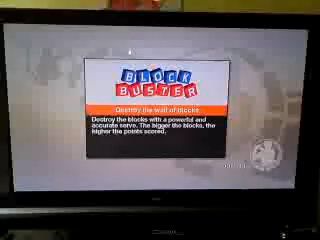 BLOCK
BUSTER
Destroy the wall of blocks
Destroy the blocks with a powerful and
accurate serve. The bigger the blocks, the
higher the points scored.